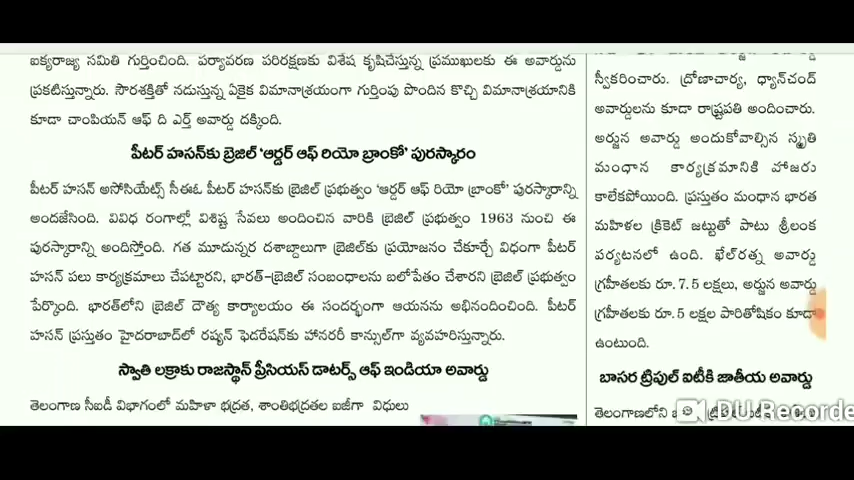 ఐక్యరాజ్య సమితి గుర్తించింది. పర్యావరణ పరిరక్షణకు విశేష కృషిచేస్తున్న ప్రముఖులకు ఈ అవార్డును
ప్రకటిస్తున్నారు. సౌరశక్తితో నడుస్తున్న ఏకైక విమానాశ్రయంగా గుర్తింపు పొందిన కొచ్చి విమానాశ్రయానికి
కూడా చాంపియన్ ఆఫ్ ది ఎర్త్ అవార్డు దక్కింది.
పీటర్ హసన్‌కు బ్రెజిల్ ‘ఆర్డర్ ఆఫ్ రియో బ్రాంకో’ పురస్కారం
పీటర్ హసన్ అసోసియేట్స్ సీఈఓ పీటర్ హసన్‌కు బ్రెజిల్ ప్రభుత్వం ‘ఆర్డర్ ఆఫ్ రియో బ్రాంకో’ పురస్కారాన్ని
అందజేసింది. వివిధ రంగాల్లో విశిష్ట సేవలు అందించిన వారికి బ్రెజిల్ ప్రభుత్వం 1963 నుంచి ఈ
పురస్కారాన్ని అందిస్తోంది. గత మూడున్నర దశాబ్దాలుగా బ్రెజిల్‌కు ప్రయోజనం చేకూర్చే విధంగా పీటర్
హసన్ పలు కార్యక్రమాలు చేపట్టారని, భారత్-బ్రెజిల్ సంబంధాలను బలోపేతం చేశారని బ్రెజిల్ ప్రభుత్వం
పేర్కొంది. భారత్‌లోని బ్రెజిల్ దౌత్య కార్యాలయం ఈ సందర్భంగా ఆయనను అభినందించింది. పీటర్
హసన్ ప్రస్తుతం హైదరాబాద్‌లో రష్యన్ ఫెడరేషన్‌కు హానరరీ కాన్సుల్‌గా వ్యవహరిస్తున్నారు.
స్వాతి లక్రాకు రాజస్థాన్ ప్రీసియస్ డాటర్స్ ఆఫ్ ఇండియా అవార్డు
తెలంగాణ సీఐడీ విభాగంలో మహిళా భద్రత, శాంతిభద్రతల ఐజీగా విధులు
స్వీకరించారు. ద్రోణాచార్య, ధ్యాన్‌చంద్
అవార్డులను కూడా రాష్ట్రపతి అందించారు.
అర్జున అవార్డు అందుకోవాల్సిన స్మృతి
మంధాన కార్యక్రమానికి హాజరు
కాలేకపోయింది. ప్రస్తుతం మంధాన భారత
మహిళల క్రికెట్ జట్టుతో పాటు శ్రీలంక
పర్యటనలో ఉంది. ఖేల్‌రత్న అవార్డు
గ్రహీతలకు రూ. 7.5 లక్షలు, అర్జున అవార్డు
గ్రహీతలకు రూ. 5 లక్షల పారితోషికం కూడా
ఉంటుంది.
బాసర ట్రిపుల్ ఐటీకి జాతీయ అవార్డు
తెలంగాణలోని
DU Recorde